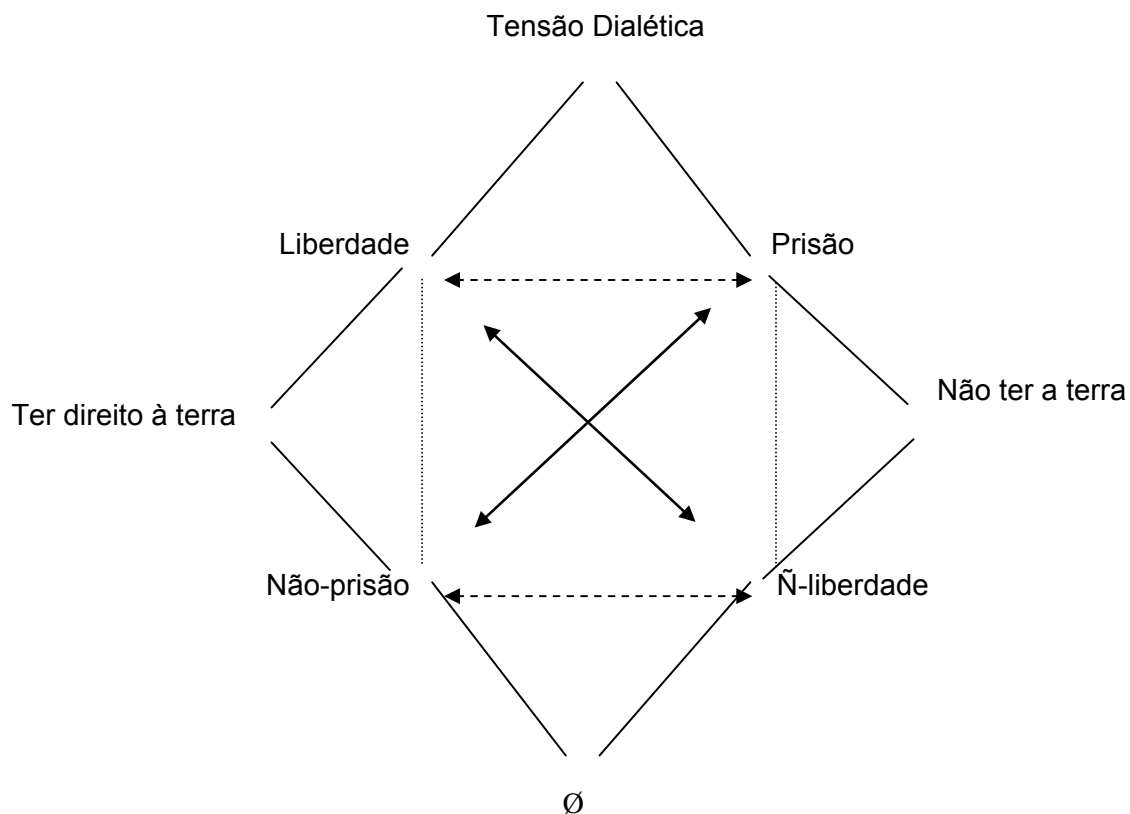 Tensão Dialética
Liberdade
Prisão
Ter direito à terra
Não ter a terra
Não-prisão
Ñ-liberdade
Ø